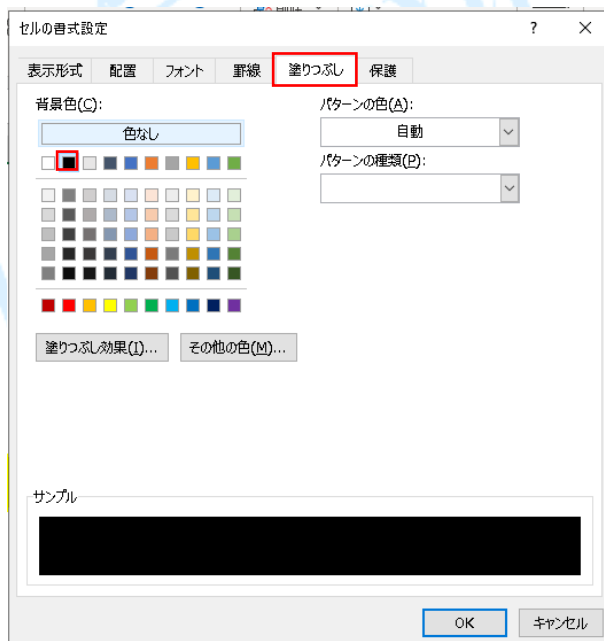 セルの書式設定 ? ×
表示形式 配置 フォント 罫線 塗りつぶし 保護
背景色(C):
色なし
パターンの色(A):
自動
パターンの種類(P):
塗りつぶし効果(I)... その他の色(M)...
サンプル
OK キャンセル